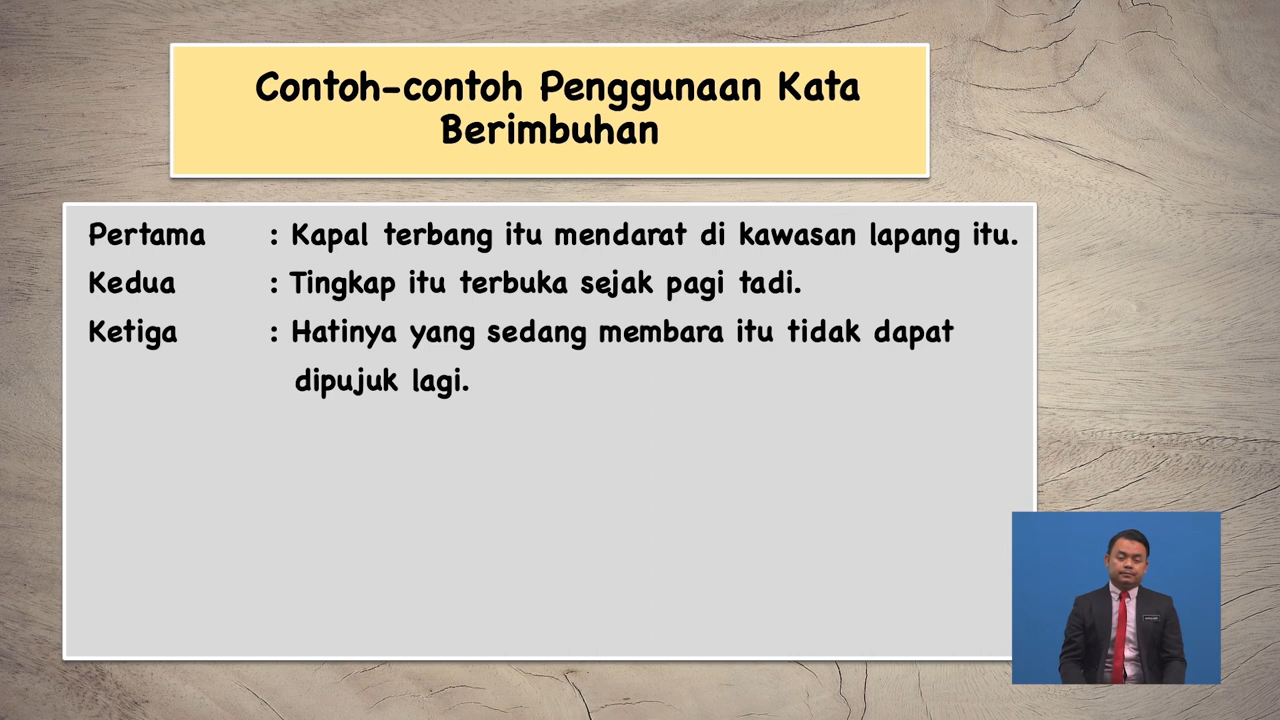 Contoh-contoh Penggunaan Kata
Berimbuhan
Pertama : Kapal terbang itu mendarat di kawasan lapang itu.
Kedua : Tingkap itu terbuka sejak pagi tadi.
Ketiga : Hatinya yang sedang membara itu tidak dapat
dipujuk lagi.